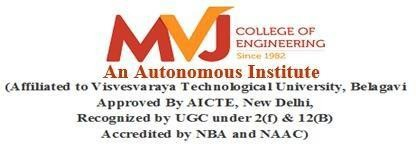 MVJ
COLLEGE OF
ENGINEERING
Since 1982
An Autonomous Institute
(Affiliated to Visvesvaraya Technological University, Belagavi
Approved By AICTE, New Delhi,
Recognized by UGC under 2(f) & 12(B)
Accredited by NBA and NAAC)